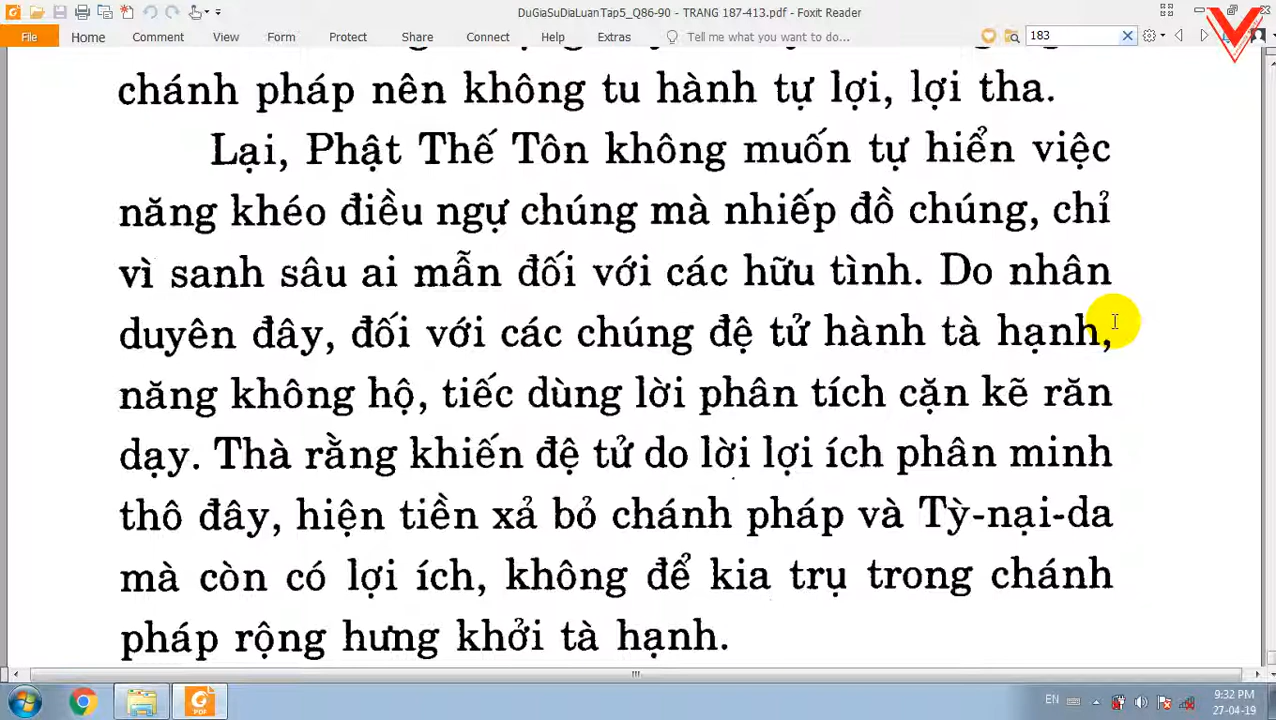 DuGiaSuDiaLuanTap5_Q86-90 - TRANG 187-413.pdf - Foxit Reader
File Home Comment View Form Protect Share Connect Help Extras Tell me what you want to do... 183
chánh pháp nên không tu hành tự lợi, lợi tha.
Lại, Phật Thế Tôn không muốn tự hiển việc
năng khéo điều ngự chúng mà nhiếp đồ chúng, chỉ
vì sanh sâu ai mẫn đối với các hữu tình. Do nhân
duyên đây, đối với các chúng đệ tử hành tà hạnh,
năng không hộ, tiếc dùng lời phân tích cặn kẽ răn
dạy. Thà rằng khiến đệ tử do lời lợi ích phân minh
thô đây, hiện tiền xả bỏ chánh pháp và Tỳ-nại-da
mà còn có lợi ích, không để kia trụ trong chánh
pháp rộng hưng khởi tà hạnh.
EN 9:32 PM
27-04-19